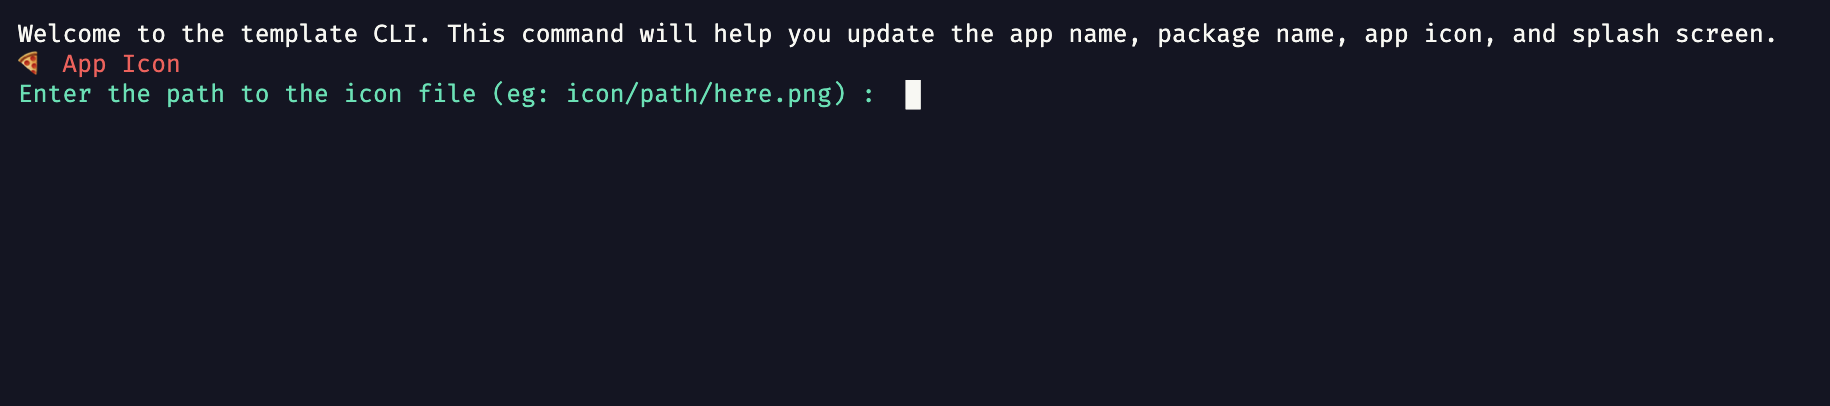 Welcome to the template CLI. This command will help you update the app name, package name, app icon, and splash screen.
🍕 App Icon
Enter the path to the icon file (eg: icon/path/here.png) :